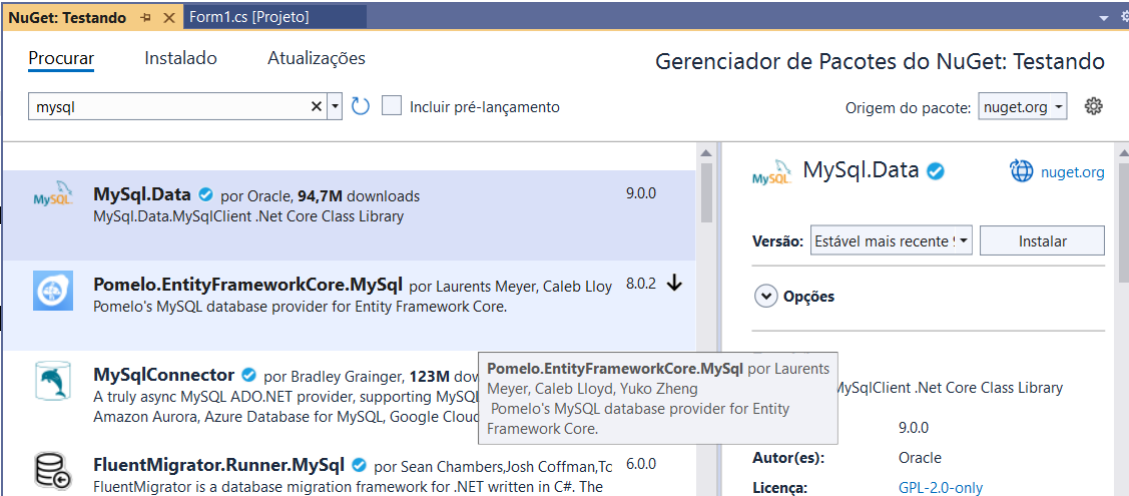 NuGet: Testando
Form1.cs [Projeto]
Procurar Instalado Atualizações
Gerenciador de Pacotes do NuGet: Testando
mysql
Incluir pré-lançamento
Origem do pacote: nuget.org
MySQL
MySql.Data por Oracle, 94,7M downloads 9.0.0
MySql.Data.MySqlClient .Net Core Class Library
Pomelo.EntityFrameworkCore.MySql por Laurents Meyer, Caleb Lloy 8.0.2
Pomelo's MySQL database provider for Entity Framework Core.
MySqlConnector por Bradley Grainger, 123M dow
A truly async MySQL ADO.NET provider, supporting MySQL
Amazon Aurora, Azure Database for MySQL, Google Clouc
FluentMigrator.Runner.MySql por Sean Chambers,Josh Coffman,Tc 6.0.0
FluentMigrator is a database migration framework for .NET written in C#. The
Pomelo.EntityFrameworkCore.MySql por Laurents
Meyer, Caleb Lloyd, Yuko Zheng
Pomelo's MySQL database provider for Entity
Framework Core.
MySQL
MySql.Data
nuget.org
Versão: Estável mais recente
Instalar
Opções
MySqlClient .Net Core Class Library
9.0.0
Autor(es): Oracle
Licença: GPL-2.0-only